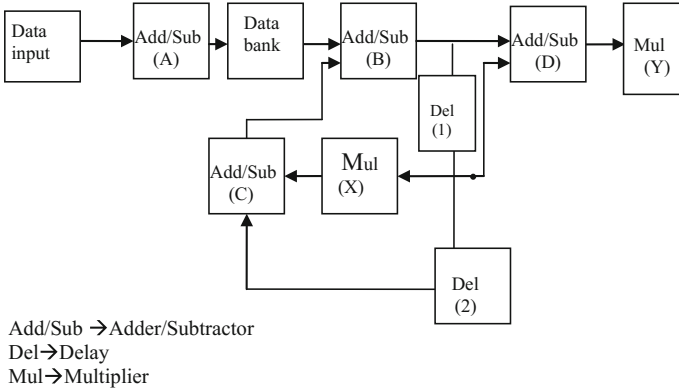 Data
input
Add/Sub
(A)
Data
bank
Add/Sub
(B)
Add/Sub
(D)
Mul
(Y)
Del
(1)
Add/Sub
(C)
Mul
(X)
Del
(2)
Add/Sub →Adder/Subtractor
Del→Delay
Mul→Multiplier